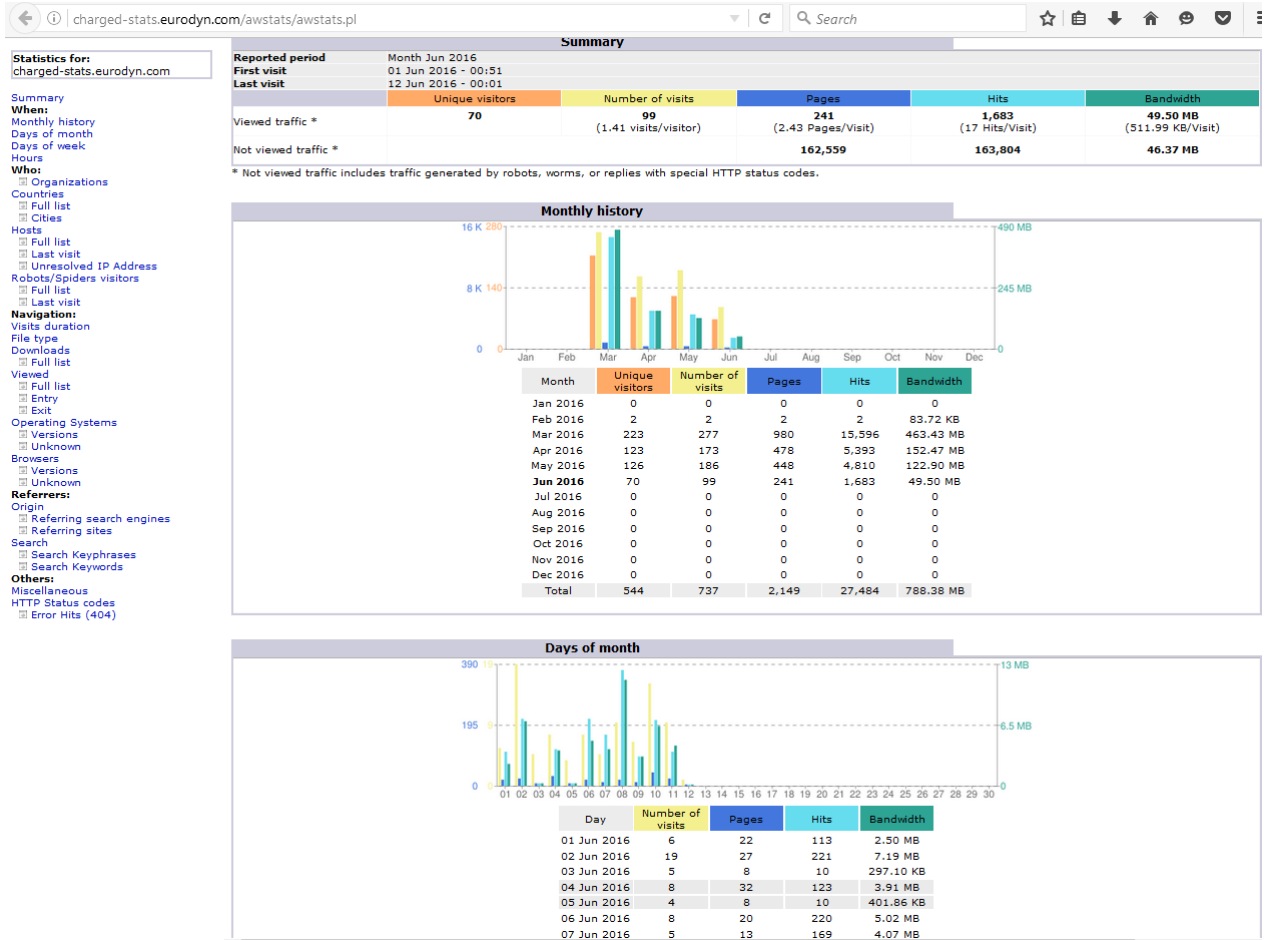 charged-stats.eurodyn.com/awstats/awstats.pl
Search
Statistics for:
charged-stats.eurodyn.com
Summary
When:
Monthly history
Days of month
Days of week
Hours
Who:
Organizations
Countries
Full list
Cities
Hosts
Full list
Last visit
Unresolved IP Address
Robots/Spiders visitors
Full list
Last visit
Navigation:
Visits duration
File type
Downloads
Full list
Viewed
Full list
Entry
Exit
Operating Systems
Versions
Unknown
Browsers
Versions
Unknown
Referrers:
Origin
Referring search engines
Referring sites
Search
Search Keyphrases
Search Keywords
Others:
Miscellaneous
HTTP Status codes
Error Hits (404)
Summary
Reported period Month Jun 2016
First visit 01 Jun 2016 - 00:51
Last visit 12 Jun 2016 - 00:01
Unique visitors Number of visits Pages Hits Bandwidth
Viewed traffic * 70 99 241 1,683 49.50 MB
(1.41 visits/visitor) (2.43 Pages/Visit) (17 Hits/Visit) (511.99 KB/Visit)
Not viewed traffic * 162,559 163,804 46.37 MB
* Not viewed traffic includes traffic generated by robots, worms, or replies with special HTTP status codes.
Monthly history
16 K 280 490 MB
8 K 140 245 MB
0 0 0
Jan Feb Mar Apr May Jun Jul Aug Sep Oct Nov Dec
Month Unique visitors Number of visits Pages Hits Bandwidth
Jan 2016 0 0 0 0 0
Feb 2016 2 2 2 2 83.72 KB
Mar 2016 223 277 980 15,596 463.43 MB
Apr 2016 123 173 478 5,393 152.47 MB
May 2016 126 186 448 4,810 122.90 MB
Jun 2016 70 99 241 1,683 49.50 MB
Jul 2016 0 0 0 0 0
Aug 2016 0 0 0 0 0
Sep 2016 0 0 0 0 0
Oct 2016 0 0 0 0 0
Nov 2016 0 0 0 0 0
Dec 2016 0 0 0 0 0
Total 544 737 2,149 27,484 788.38 MB
Days of month
390 13 MB
195 6.5 MB
0 0 0
01 02 03 04 05 06 07 08 09 10 11 12 13 14 15 16 17 18 19 20 21 22 23 24 25 26 27 28 29 30
Day Number of visits Pages Hits Bandwidth
01 Jun 2016 6 22 113 2.50 MB
02 Jun 2016 19 27 221 7.19 MB
03 Jun 2016 5 8 10 297.10 KB
04 Jun 2016 8 32 123 3.91 MB
05 Jun 2016 4 8 10 401.86 KB
06 Jun 2016 8 20 220 5.02 MB
07 Jun 2016 5 13 169 4.07 MB